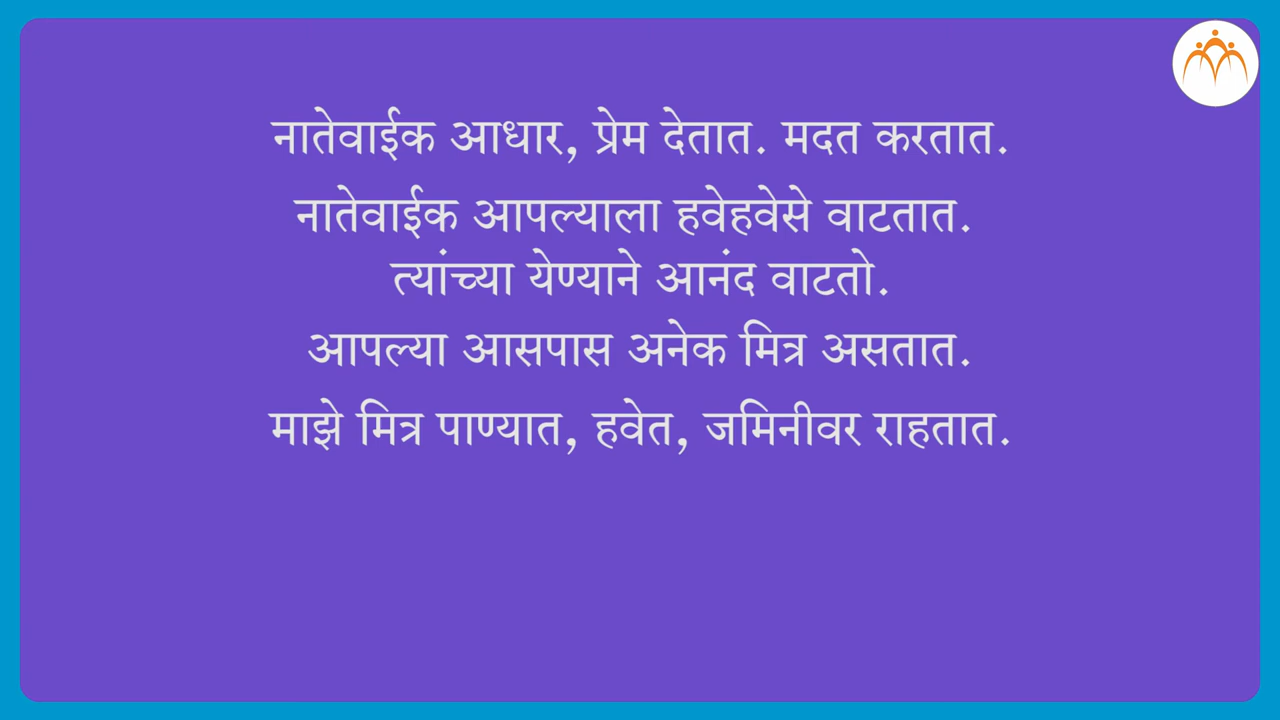 नातेवाईक आधार, प्रेम देतात. मदत करतात.
नातेवाईक आपल्याला हवेहवेसे वाटतात.
त्यांच्या येण्याने आनंद वाटतो.
आपल्या आसपास अनेक मित्र असतात.
माझे मित्र पाण्यात, हवेत, जमिनीवर राहतात.